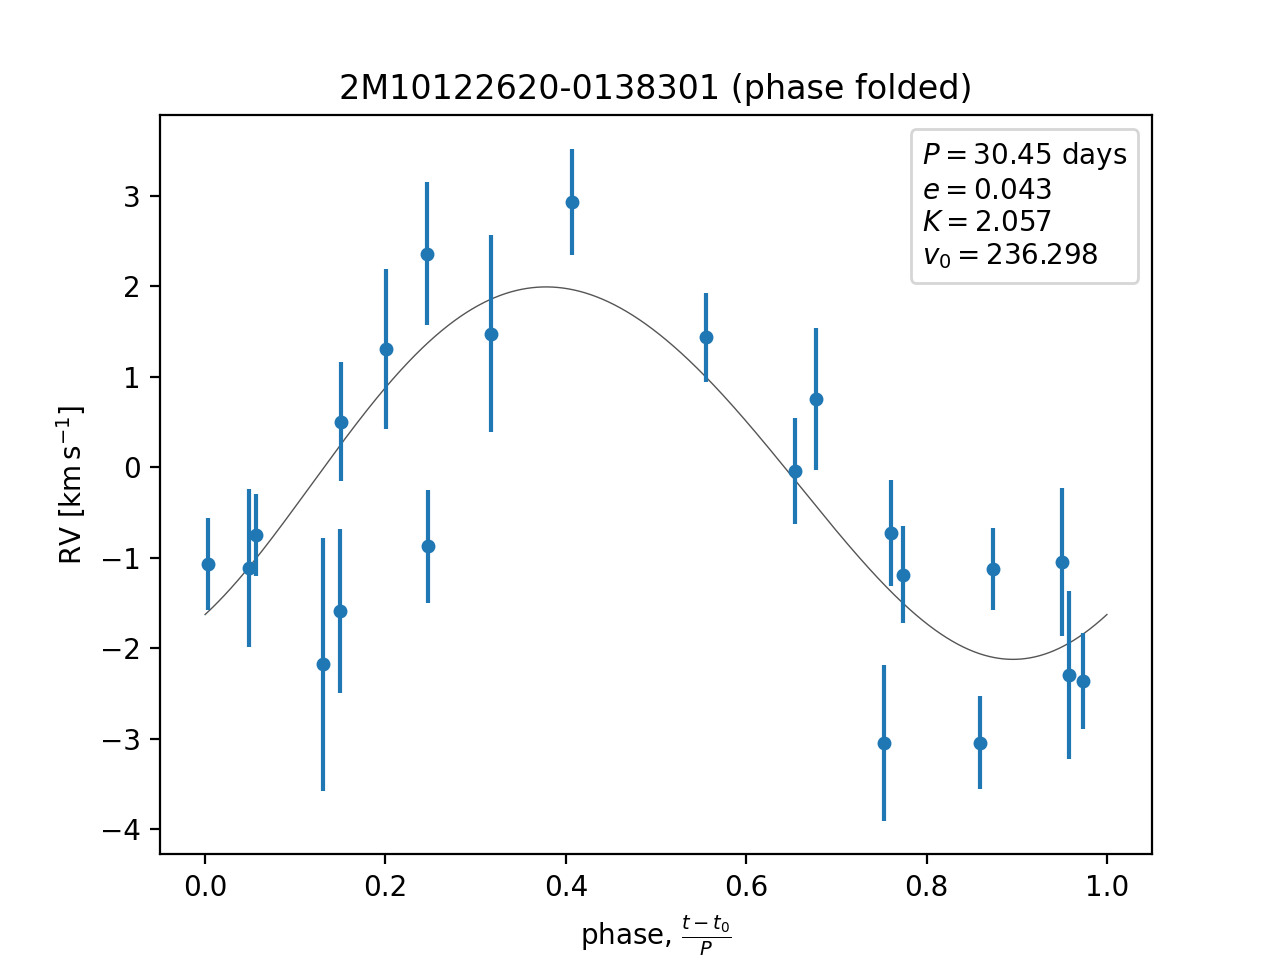 2M10122620-0138301 (phase folded)
P = 30.45 days
e = 0.043
K = 2.057
v₀ = 236.298
3
2
1
0
−1
−2
−3
−4
RV [km s⁻¹]
0.0 0.2 0.4 0.6 0.8 1.0
phase, (t − t₀)/P